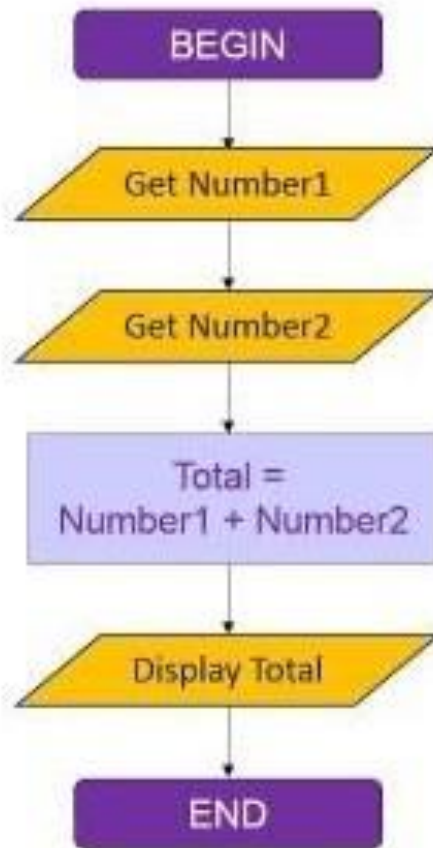 BEGIN
Get Number1
Get Number2
Total =
Number1 + Number2
Display Total
END